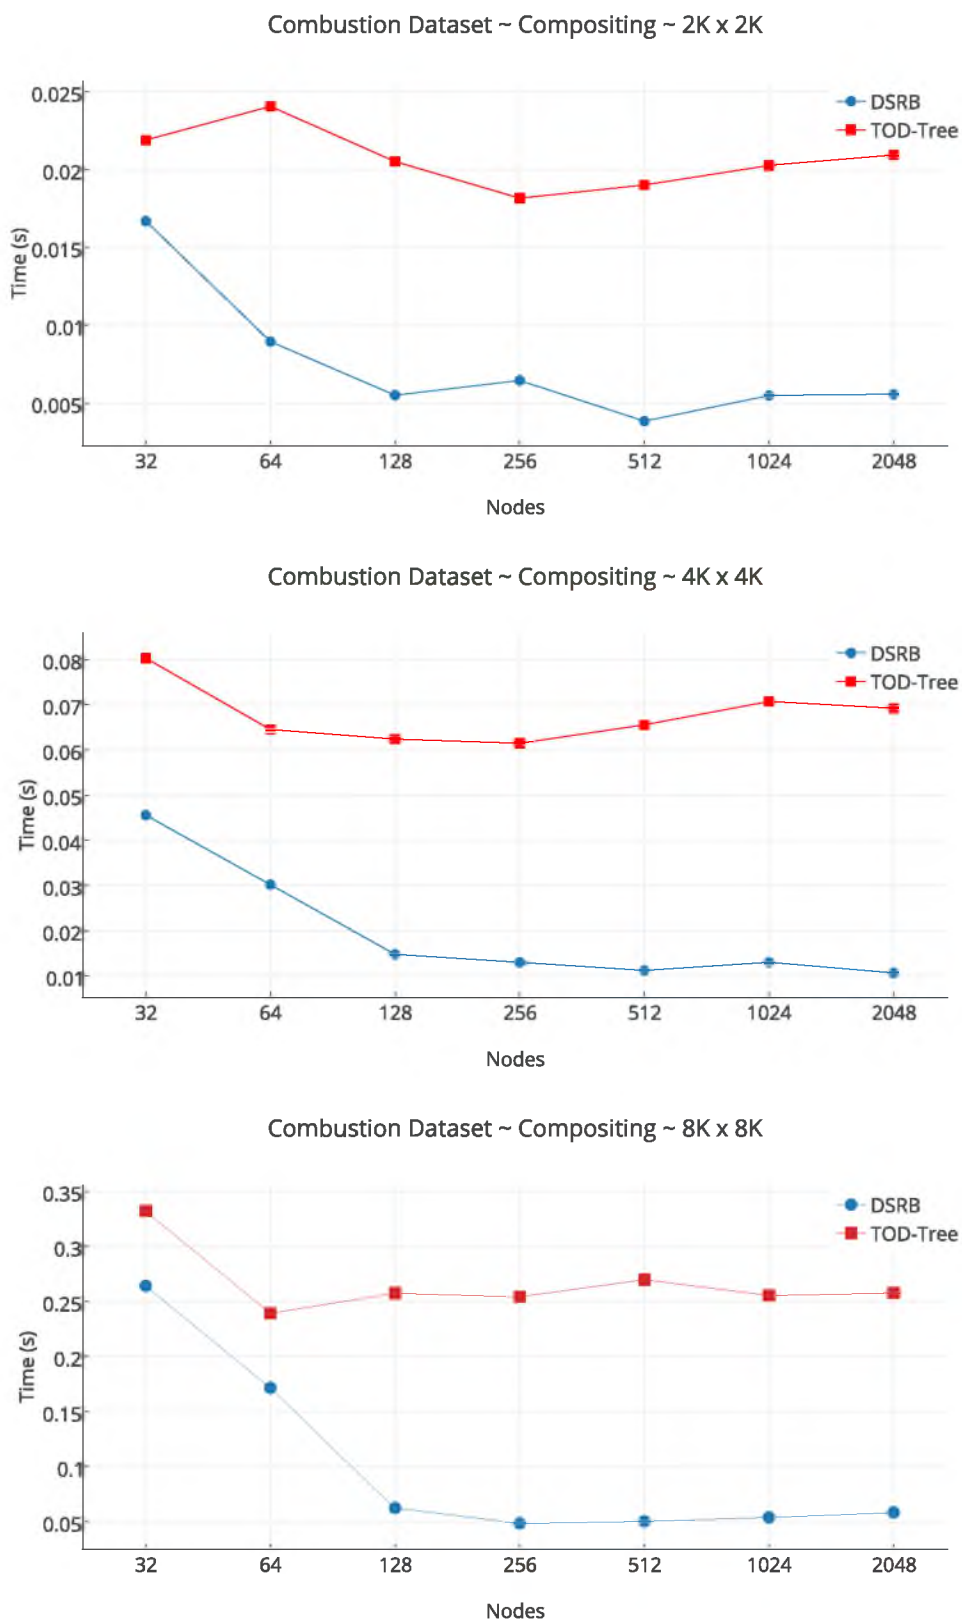 Combustion Dataset ~ Compositing ~ 2K x 2K
DSRB
TOD-Tree
Time (s)
0.025
0.02
0.015
0.01
0.005
32 64 128 256 512 1024 2048
Nodes
Combustion Dataset ~ Compositing ~ 4K x 4K
DSRB
TOD-Tree
Time (s)
0.08
0.07
0.06
0.05
0.04
0.03
0.02
0.01
32 64 128 256 512 1024 2048
Nodes
Combustion Dataset ~ Compositing ~ 8K x 8K
DSRB
TOD-Tree
Time (s)
0.35
0.3
0.25
0.2
0.15
0.1
0.05
32 64 128 256 512 1024 2048
Nodes